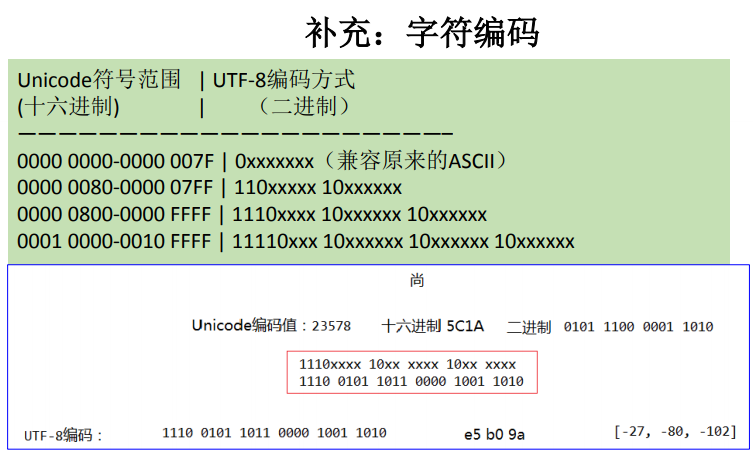 补充：字符编码
Unicode符号范围 | UTF-8编码方式
(十六进制) | （二进制）
———————————————————————
0000 0000-0000 007F | 0xxxxxxx（兼容原来的ASCII）
0000 0080-0000 07FF | 110xxxxx 10xxxxxx
0000 0800-0000 FFFF | 1110xxxx 10xxxxxx 10xxxxxx
0001 0000-0010 FFFF | 11110xxx 10xxxxxx 10xxxxxx 10xxxxxx
尚
Unicode编码值：23578 十六进制 5C1A 二进制 0101 1100 0001 1010
1110xxxx 10xx xxxx 10xx xxxx
1110 0101 1011 0000 1001 1010
UTF-8编码： 1110 0101 1011 0000 1001 1010 e5 b0 9a [-27, -80, -102]